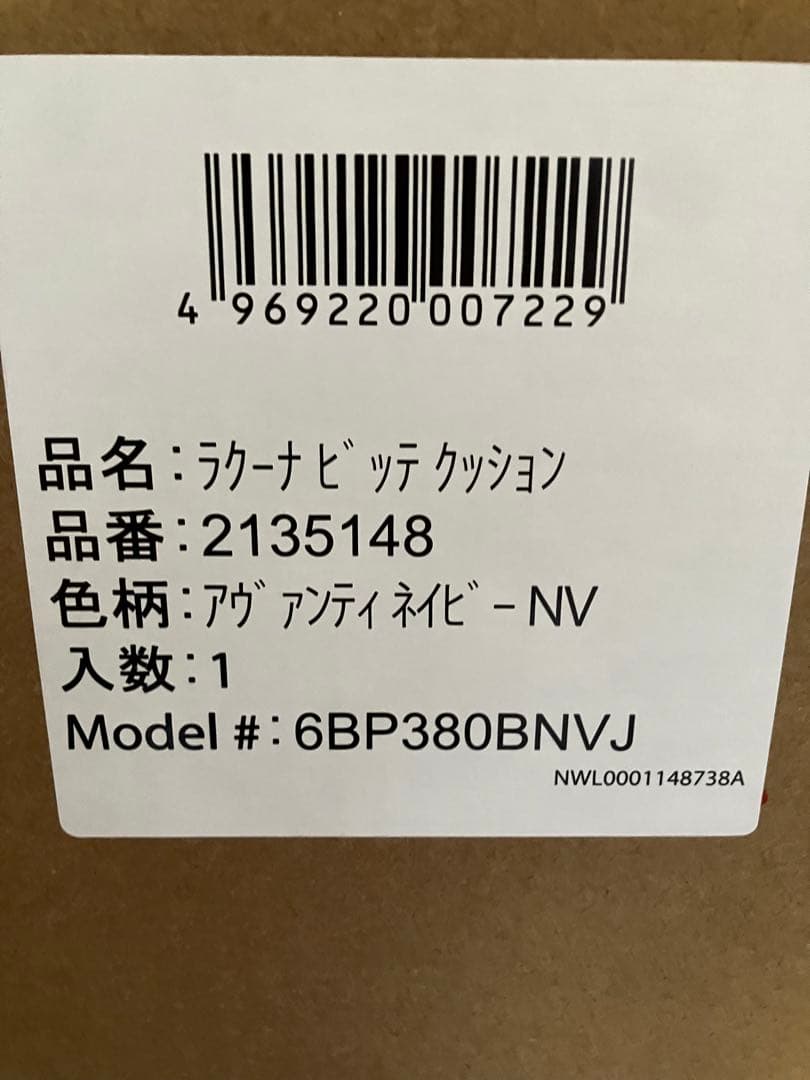 4 969220 007229
品名:ﾗｸｰﾅ ﾋﾞｯﾃ ｸｯｼｮﾝ
品番:2135148
色柄:ｱｳﾞｧﾝﾃｨ ﾈｲﾋﾞｰ NV
入数:1
Model #:6BP380BNVJ
NWL0001148738A